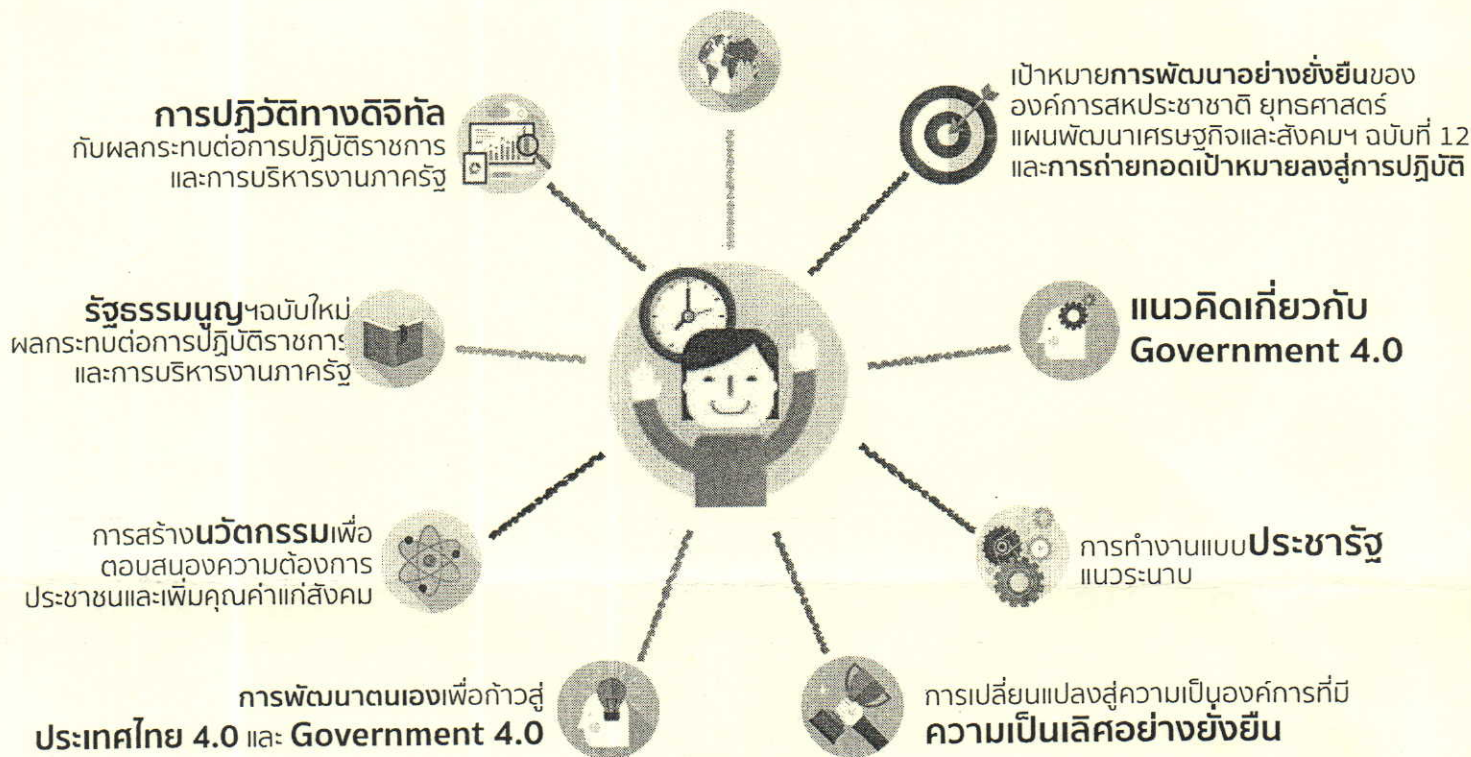 การปฏิวัติทางดิจิทัล
กับผลกระทบต่อการปฏิบัติราชการ
และการบริหารงานภาครัฐ
เป้าหมายการพัฒนาอย่างยั่งยืนของ
องค์การสหประชาชาติ ยุทธศาสตร์
แผนพัฒนาเศรษฐกิจและสังคมฯ ฉบับที่ 12
และการถ่ายทอดเป้าหมายลงสู่การปฏิบัติ
รัฐธรรมนูญฯฉบับใหม่
ผลกระทบต่อการปฏิบัติราชการ
และการบริหารงานภาครัฐ
แนวคิดเกี่ยวกับ
Government 4.0
การสร้างนวัตกรรมเพื่อ
ตอบสนองความต้องการ
ประชาชนและเพิ่มคุณค่าแก่สังคม
การทำงานแบบประชารัฐ
แนวระนาบ
การพัฒนาตนเองเพื่อก้าวสู่
ประเทศไทย 4.0 และ Government 4.0
การเปลี่ยนแปลงสู่ความเป็นองค์การที่มี
ความเป็นเลิศอย่างยั่งยืน